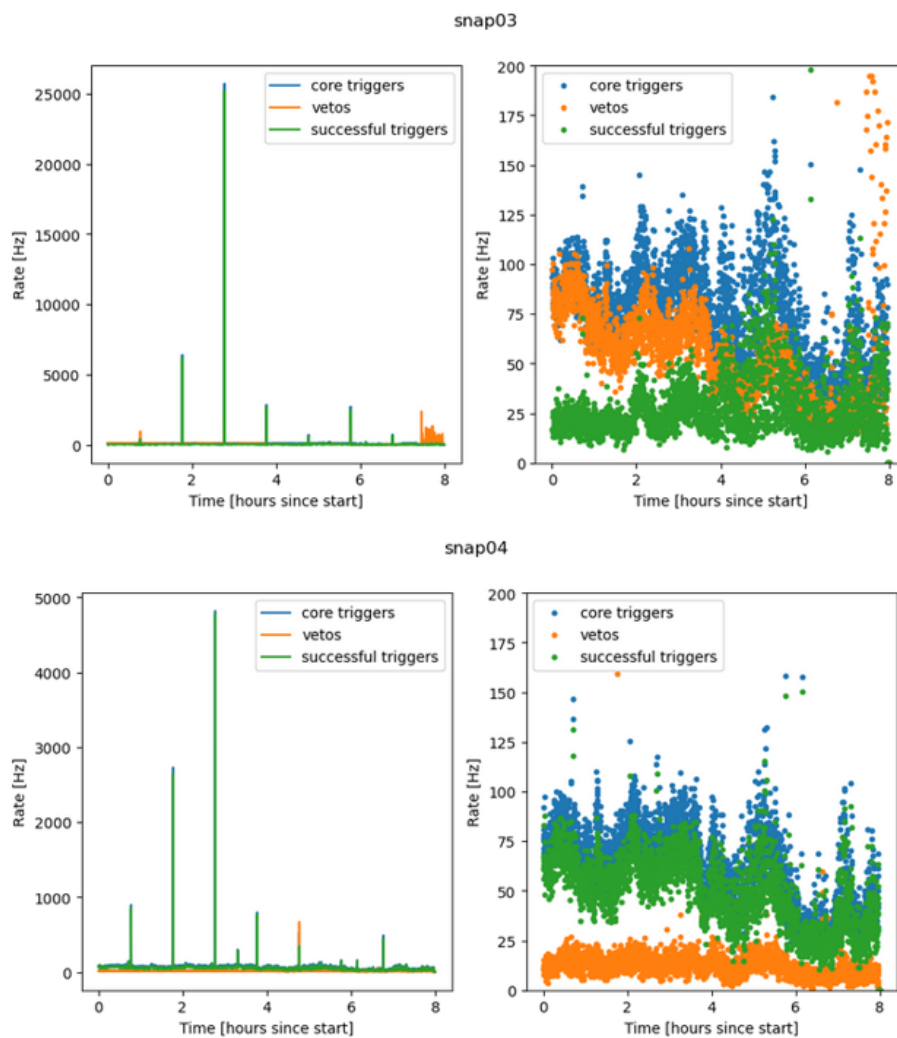 snap03
core triggers
vetos
successful triggers
Rate [Hz]
25000
20000
15000
10000
5000
0
0 2 4 6 8
Time [hours since start]
core triggers
vetos
successful triggers
Rate [Hz]
200
175
150
125
100
75
50
25
0
0 2 4 6 8
Time [hours since start]
snap04
core triggers
vetos
successful triggers
Rate [Hz]
5000
4000
3000
2000
1000
0
0 2 4 6 8
Time [hours since start]
core triggers
vetos
successful triggers
Rate [Hz]
200
175
150
125
100
75
50
25
0
0 2 4 6 8
Time [hours since start]